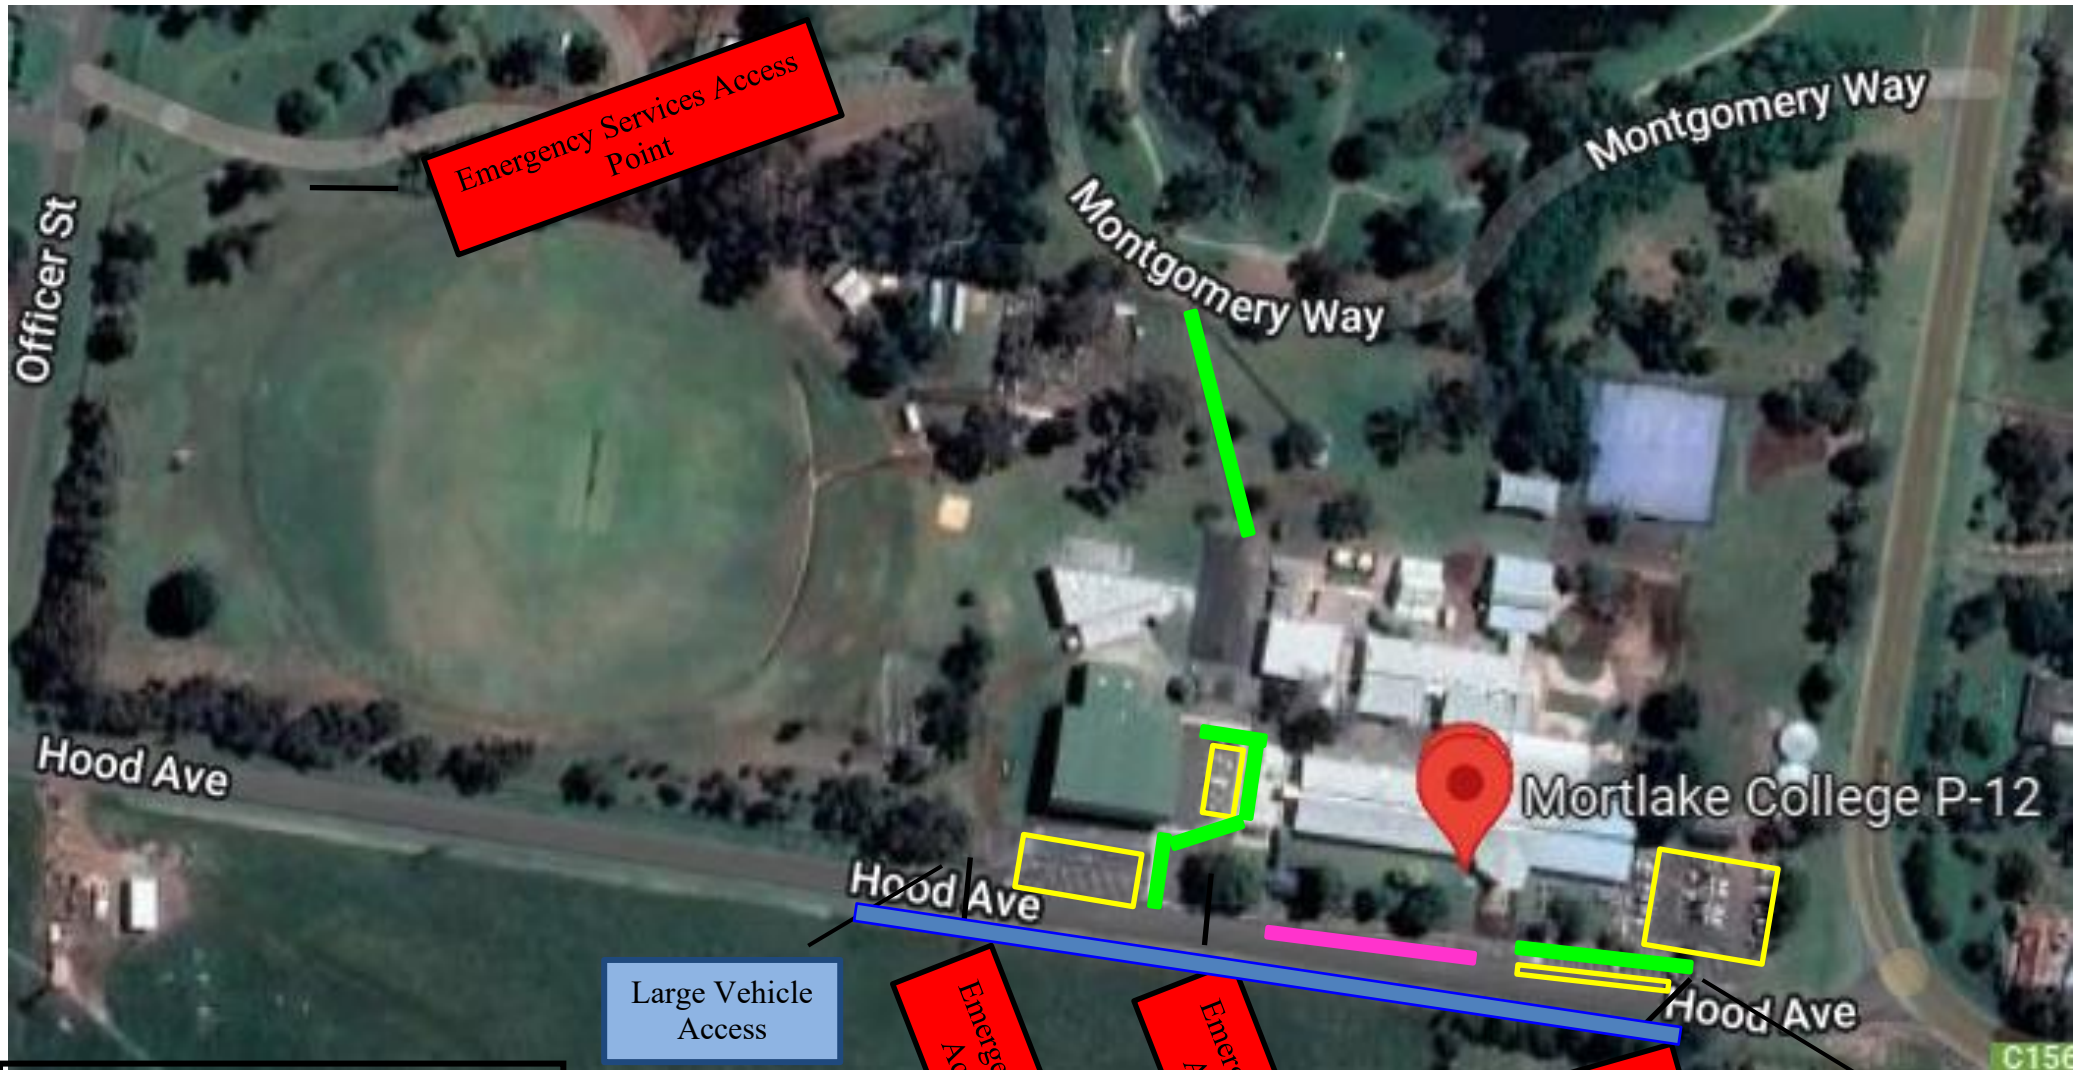 Emergency Services Access
Point
Montgomery Way
Montgomery Way
Officer St
Hood Ave
Mortlake College P-12
Hood Ave
Large Vehicle
Access
Hood Ave
C156